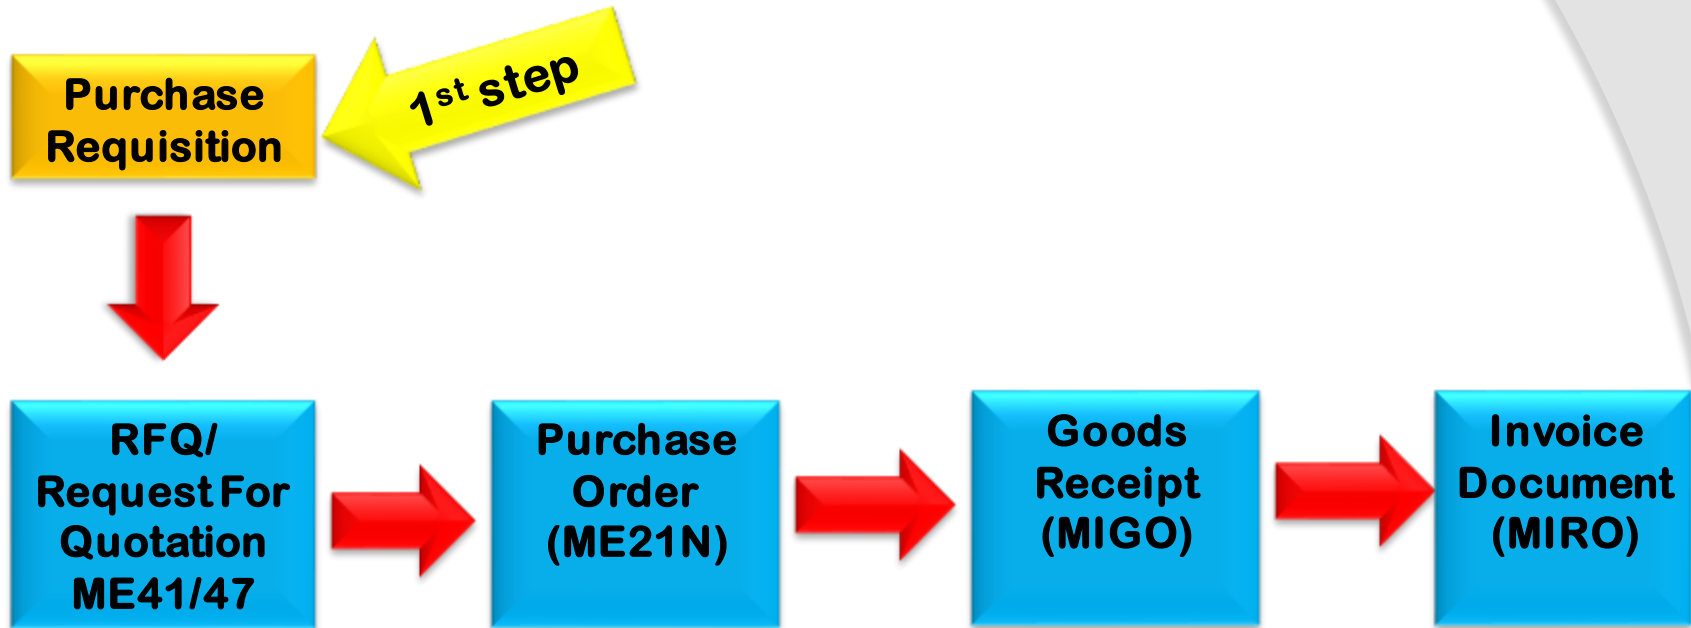 Purchase
Requisition
1st step
RFQ/
Request For
Quotation
ME41/47
Purchase
Order
(ME21N)
Goods
Receipt
(MIGO)
Invoice
Document
(MIRO)